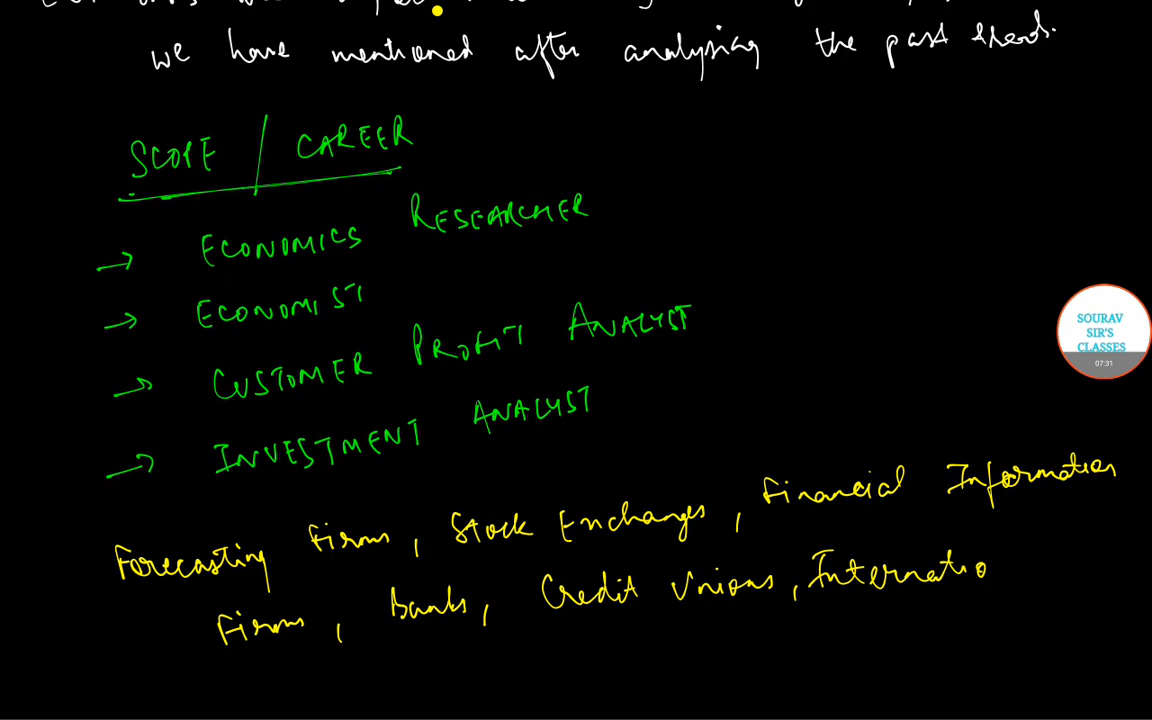 we have mentioned after analysing the past trends.
SCOPE / CAREER
→ ECONOMICS RESEARCHER
→ ECONOMIST
→ CUSTOMER PROFIT ANALYST
→ INVESTMENT ANALYST
Forecasting firms, Stock Exchanges, Financial Information
firms, Banks, Credit Unions, Internatio
SOURAV
SIR'S
CLASSES
07:31